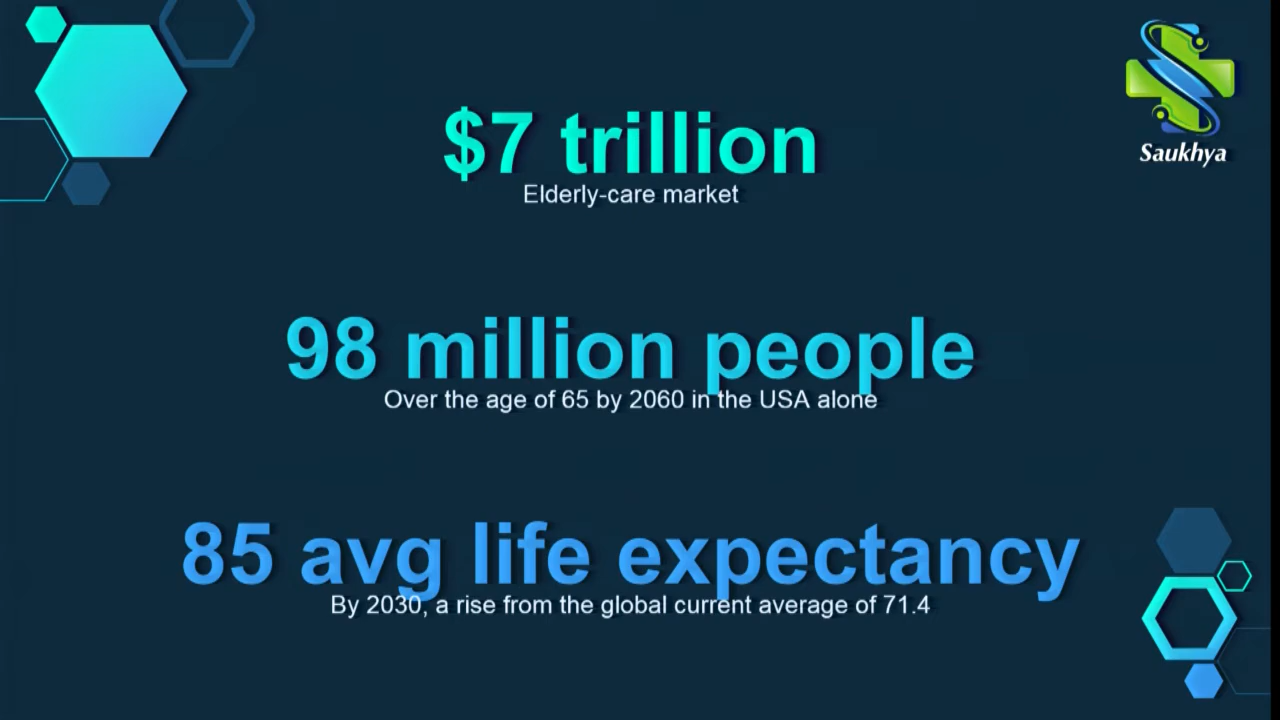 $7 trillion
Elderly-care market
Saukhya
98 million people
Over the age of 65 by 2060 in the USA alone
85 avg life expectancy
By 2030, a rise from the global current average of 71.4